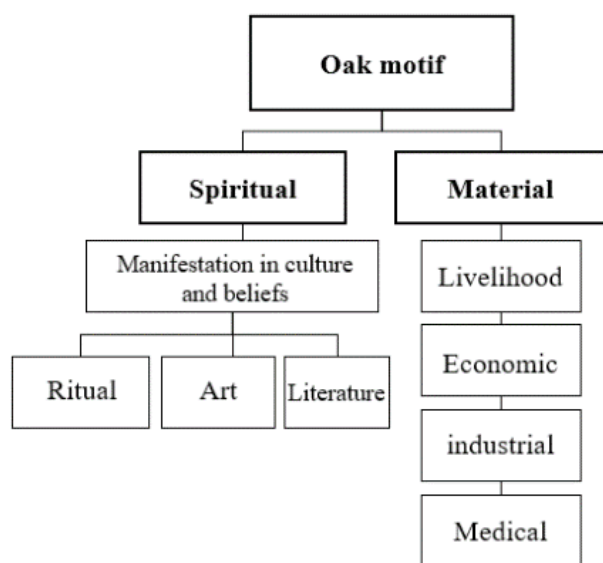 Oak motif
Spiritual
Material
Manifestation in culture
and beliefs
Ritual
Art
Literature
Livelihood
Economic
industrial
Medical